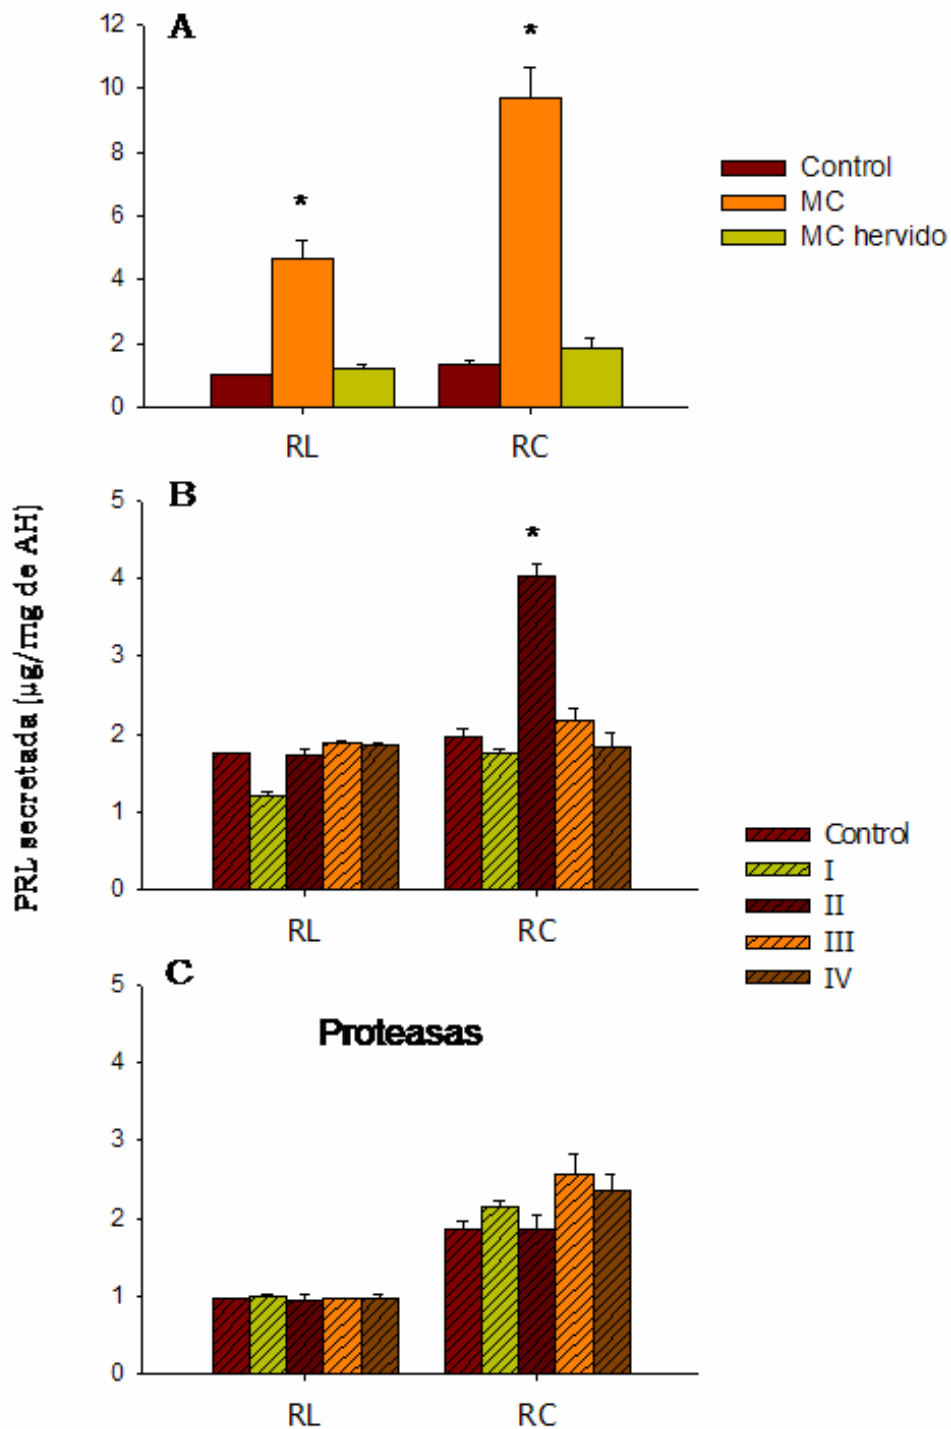 PRL secretada [µg/mg de AH]
A
12
10
8
6
4
2
0
*
*
RL
RC
Control
MC
MC hervido
B
5
4
3
2
1
0
*
RL
RC
Control
I
II
III
IV
C
Proteasas
5
4
3
2
1
0
RL
RC